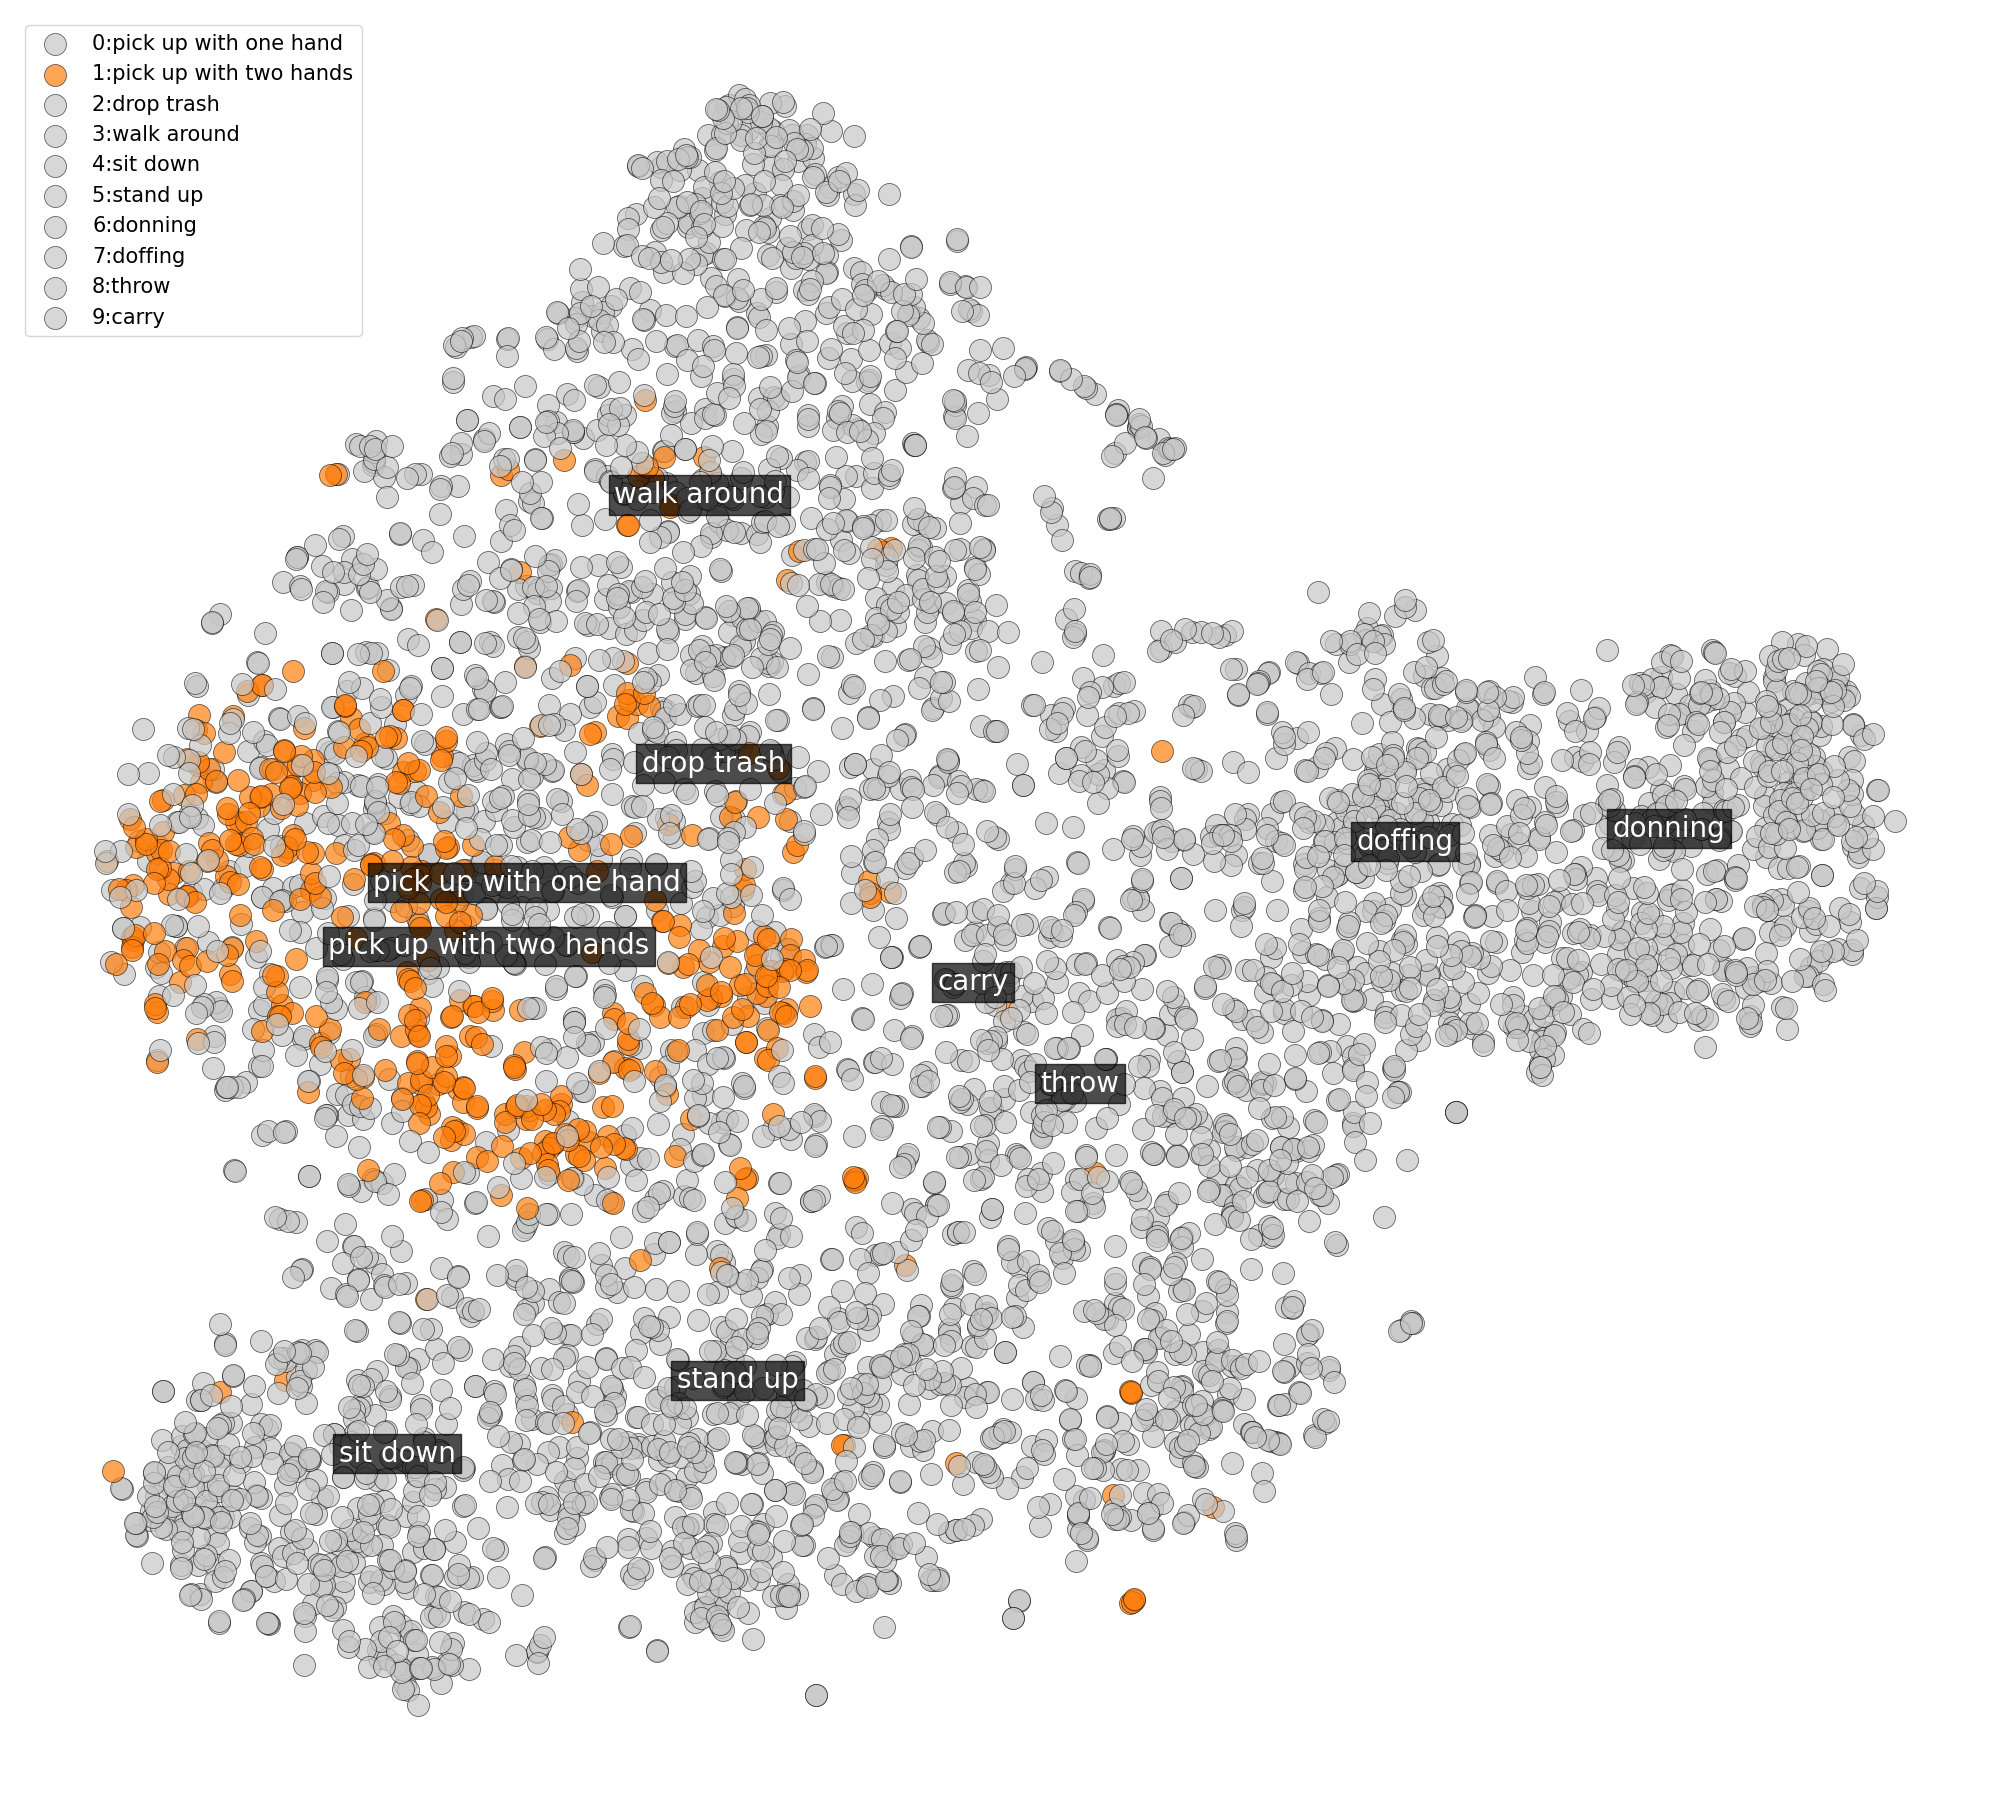 0:pick up with one hand
1:pick up with two hands
2:drop trash
3:walk around
4:sit down
5:stand up
6:donning
7:doffing
8:throw
9:carry
walk around
drop trash
doffing
donning
pick up with one hand
pick up with two hands
carry
throw
stand up
sit down